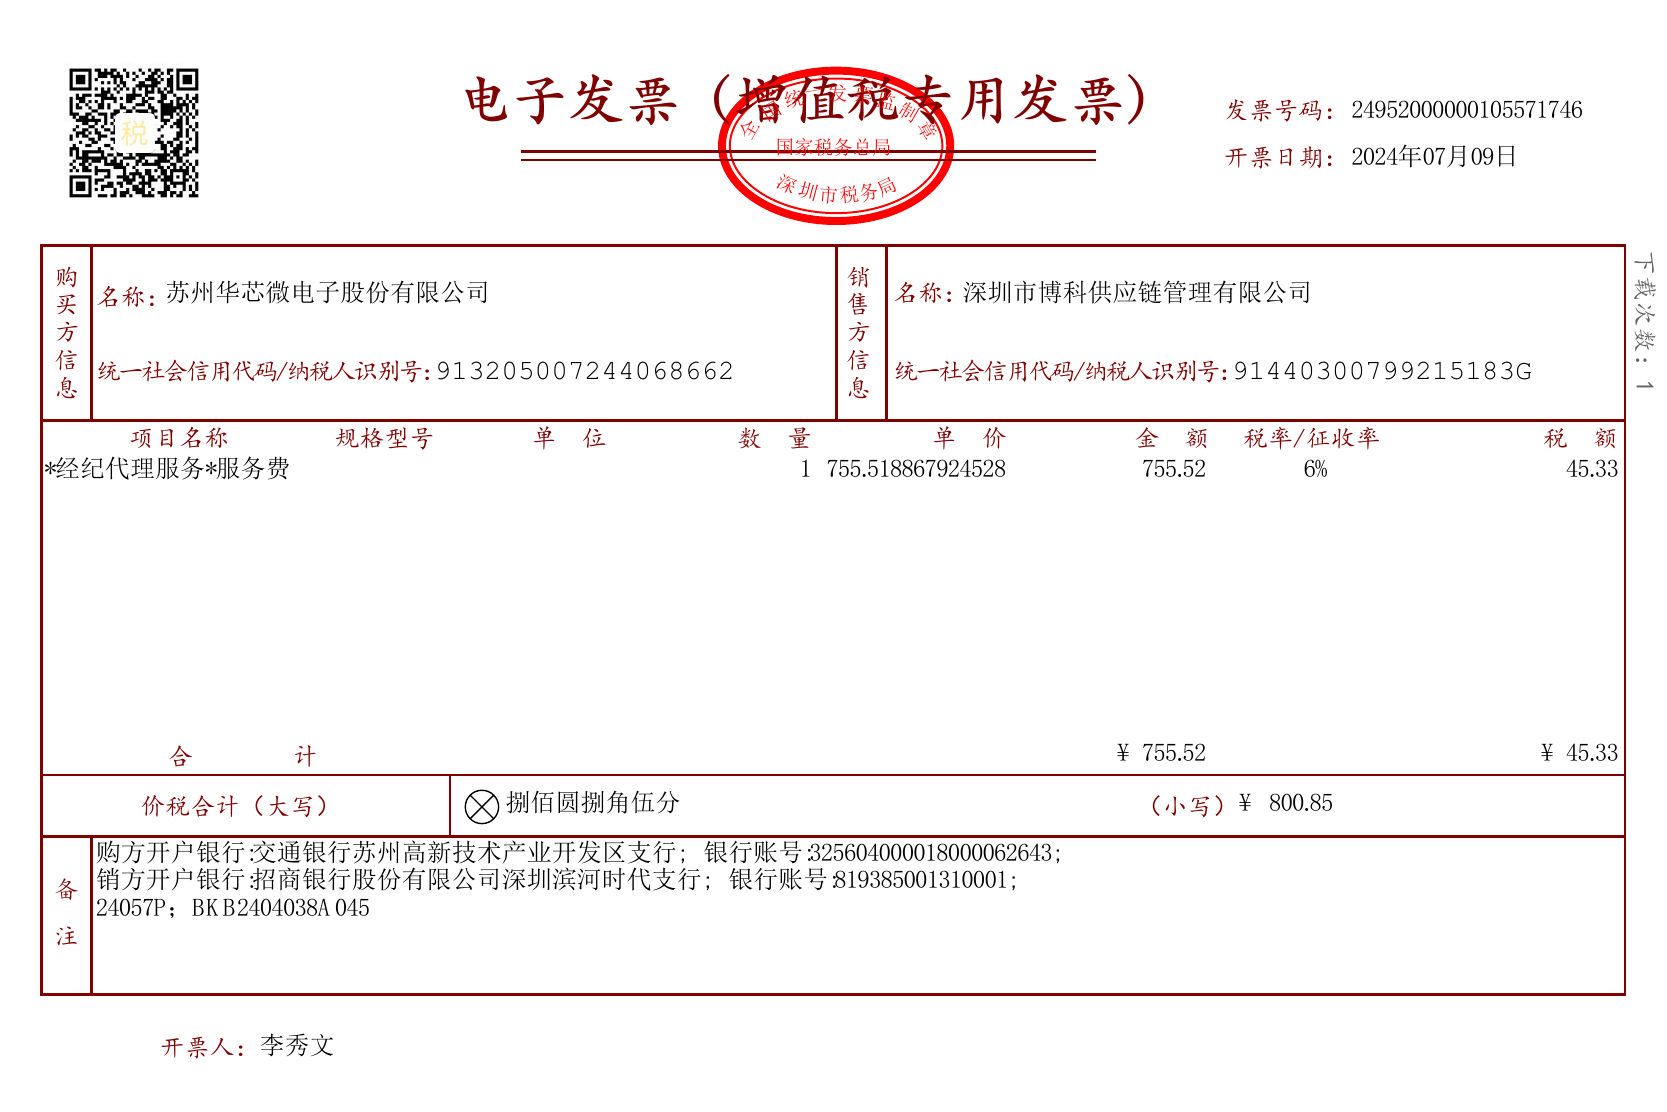 电子发票（增值税专用发票）
全国统一发票监制章
国家税务总局
深圳市税务局
税
发票号码：24952000000105571746
开票日期：2024年07月09日
下载次数：1
购买方信息
名称：苏州华芯微电子股份有限公司
统一社会信用代码/纳税人识别号：913205007244068662
销售方信息
名称：深圳市博科供应链管理有限公司
统一社会信用代码/纳税人识别号：91440300799215183G
项目名称 规格型号 单 位 数 量 单 价 金 额 税率/征收率 税 额
*经纪代理服务*服务费 1 755.518867924528 755.52 6% 45.33
合 计 ¥ 755.52 ¥ 45.33
价税合计（大写） 捌佰圆捌角伍分 （小写）¥ 800.85
备注
购方开户银行:交通银行苏州高新技术产业开发区支行; 银行账号:325604000018000062643;
销方开户银行:招商银行股份有限公司深圳滨河时代支行; 银行账号:819385001310001;
24057P；BKB2404038A045
开票人：李秀文